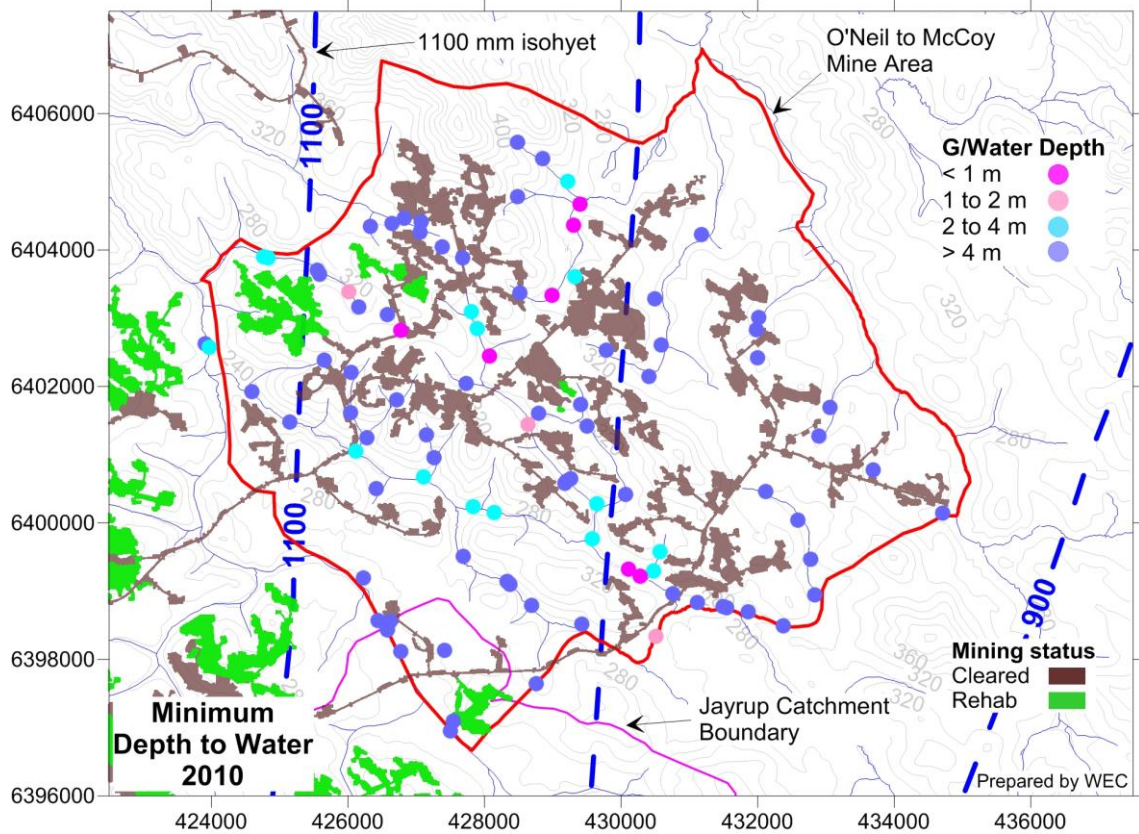 1100 mm isohyet
O'Neil to McCoy
Mine Area
6406000
6404000
6402000
6400000
6398000
6396000
1100
1100
900
G/Water Depth
< 1 m
1 to 2 m
2 to 4 m
> 4 m
320
400
320
280
280
320
240
280
320
280
280
280
280
360
320
320
Mining status
Cleared
Rehab
Jayrup Catchment
Boundary
Minimum
Depth to Water
2010
Prepared by WEC
424000
426000
428000
430000
432000
434000
436000